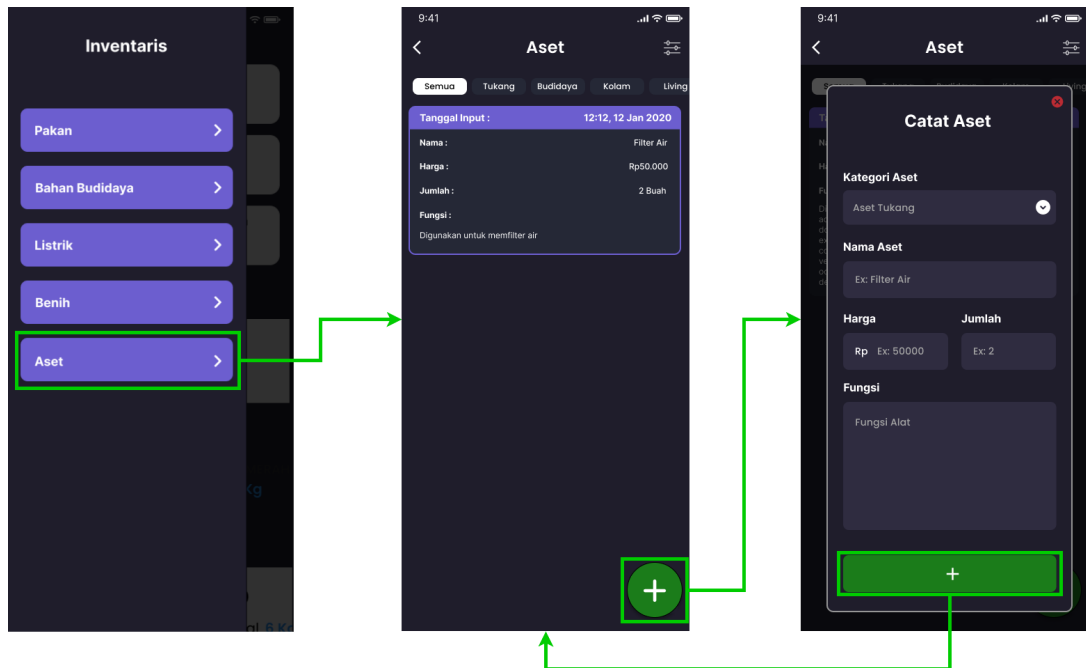 Inventaris
Pakan
Bahan Budidaya
Listrik
Benih
Aset
Kg
al 6 Kg
9:41
Aset
Semua Tukang Budidaya Kolam Living
Tanggal Input : 12:12, 12 Jan 2020
Nama : Filter Air
Harga : Rp50.000
Jumlah : 2 Buah
Fungsi :
Digunakan untuk memfilter air
+
9:41
Aset
Catat Aset
Kategori Aset
Aset Tukang
Nama Aset
Ex: Filter Air
Harga Jumlah
Rp Ex: 50000 Ex: 2
Fungsi
Fungsi Alat
+